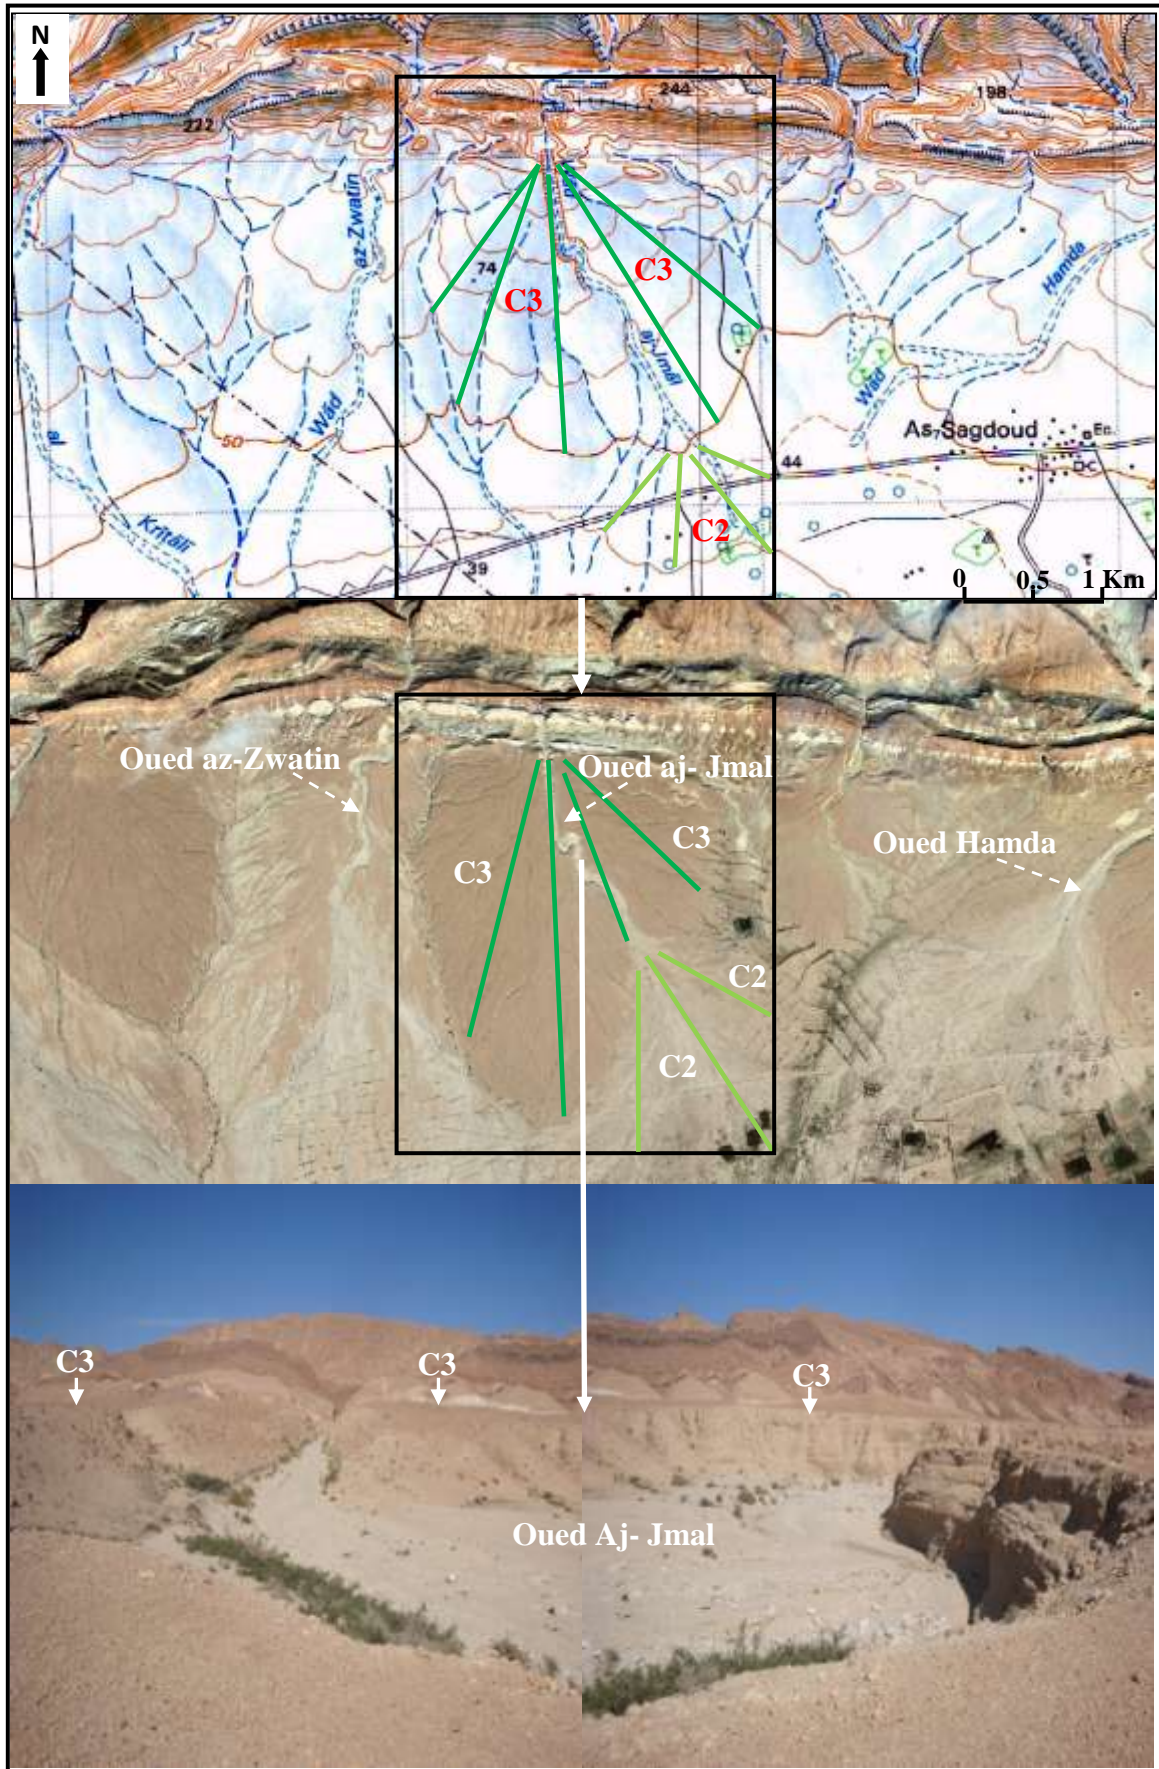 N
244
198
222
az-Zwatin
Hamda
C3
74
C3
aj-Jmāl
Wād
Wād
50
As-Sagdoud
Ec.
D.C
al
44
C2
Kritāli
39
0 0,5 1 Km
Oued az-Zwatin
Oued aj- Jmal
C3
C3
Oued Hamda
C2
C2
C3
C3
C3
Oued Aj- Jmal